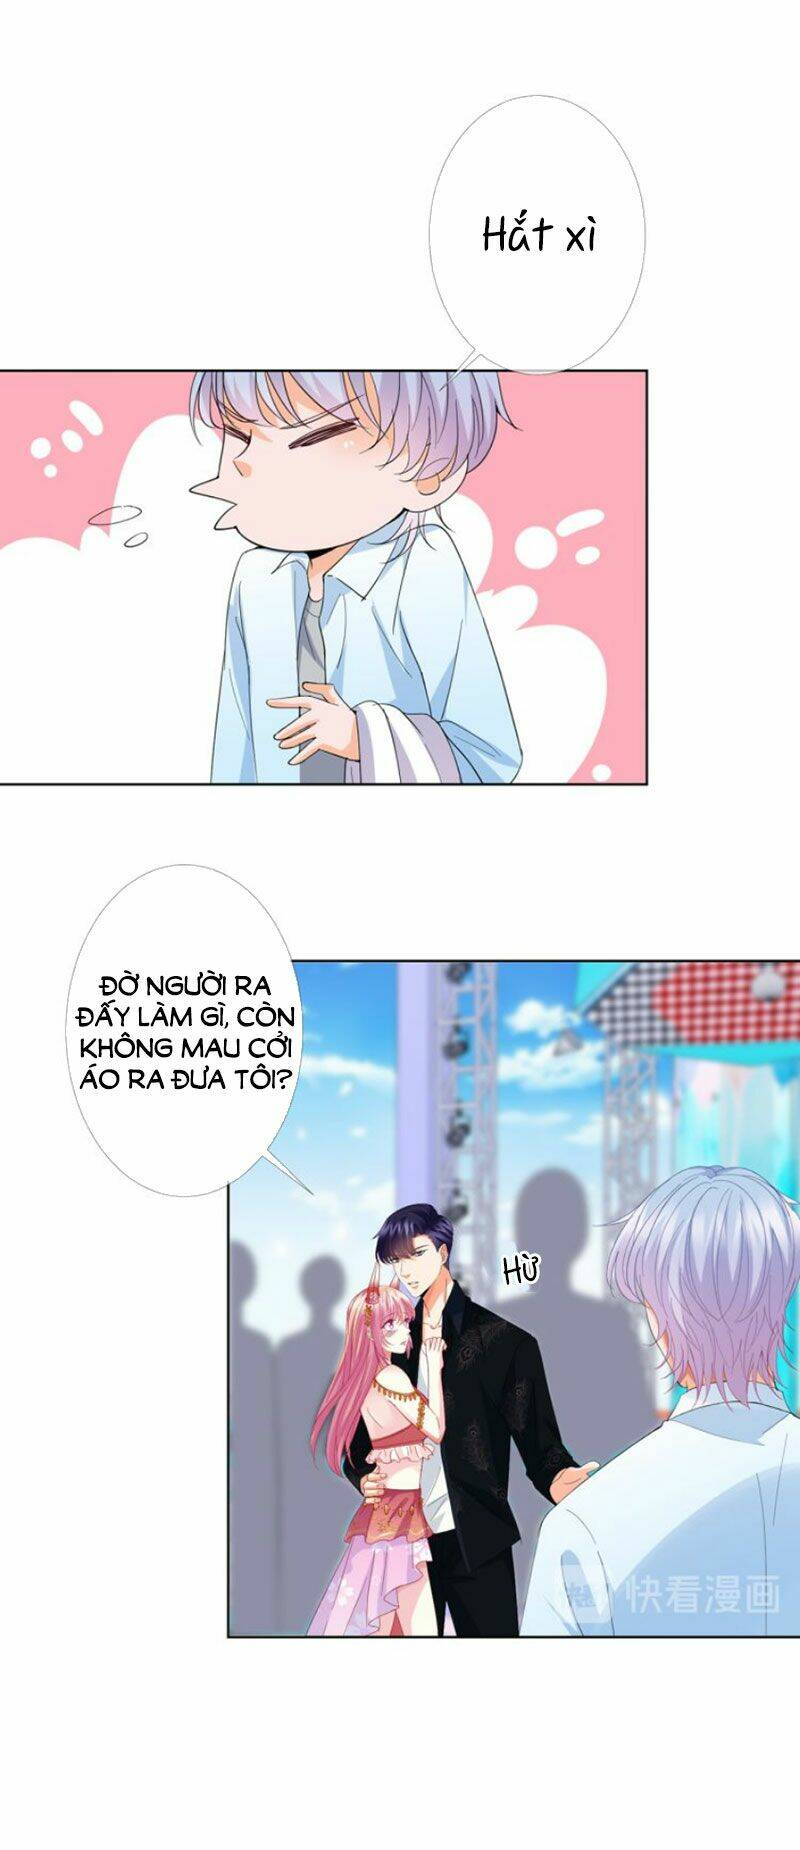 Hắt xì
ĐỜ NGƯỜI RA
ĐẤY LÀM GÌ, CÒN
KHÔNG MAU CỞI
ÁO RA ĐƯA TÔI?
Hừ
快看漫画